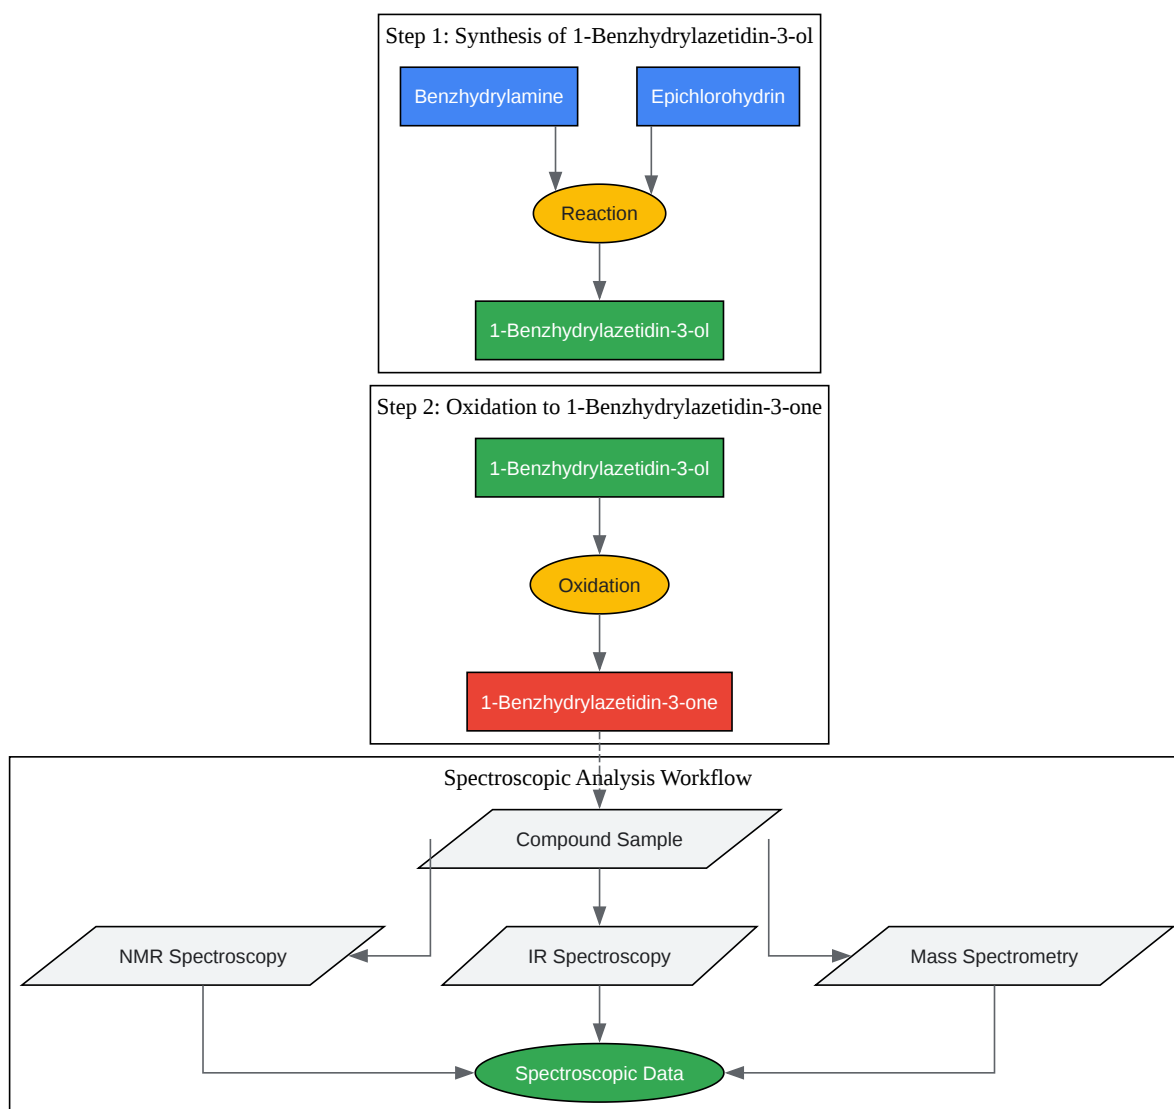 Step 1: Synthesis of 1-Benzhydrylazetidin-3-ol
Benzhydrylamine
Epichlorohydrin
Reaction
1-Benzhydrylazetidin-3-ol
Step 2: Oxidation to 1-Benzhydrylazetidin-3-one
1-Benzhydrylazetidin-3-ol
Oxidation
1-Benzhydrylazetidin-3-one
Spectroscopic Analysis Workflow
Compound Sample
NMR Spectroscopy
IR Spectroscopy
Mass Spectrometry
Spectroscopic Data